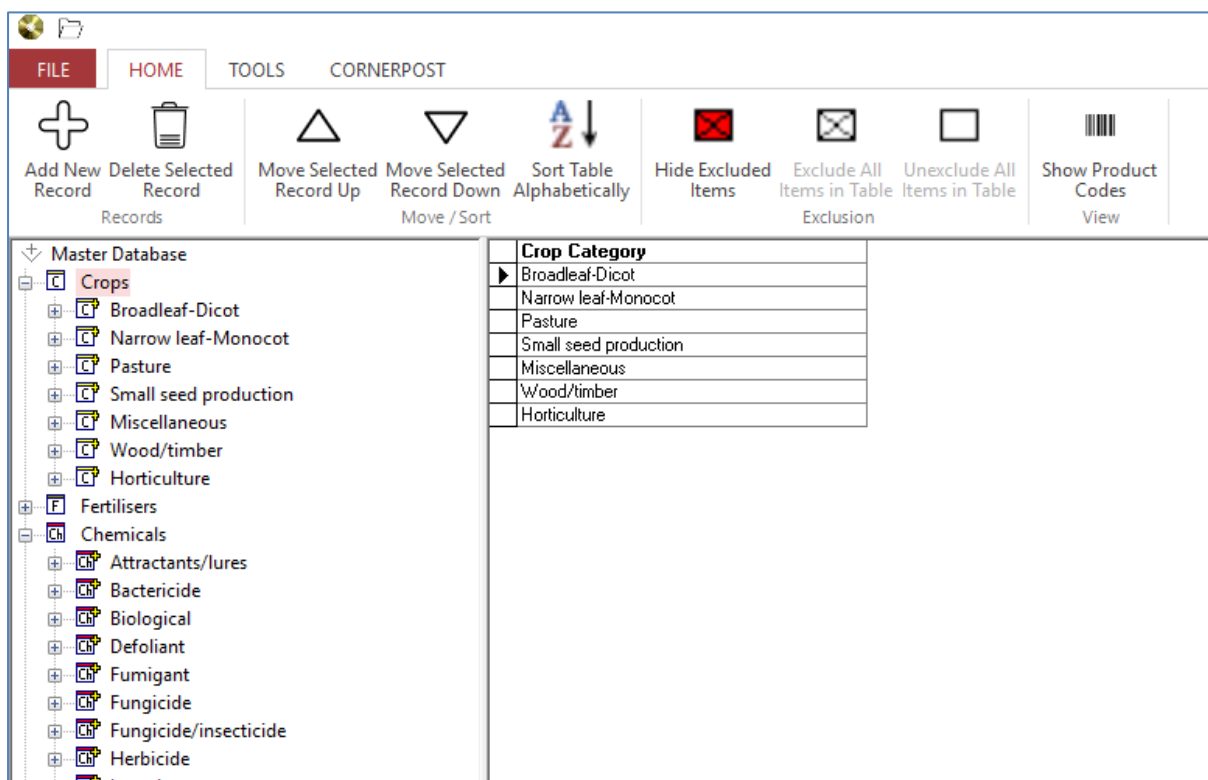 FILE HOME TOOLS CORNERPOST
Add New Delete Selected Move Selected Move Selected Sort Table Hide Excluded Exclude All Unexclude All Show Product
Record Record Record Up Record Down Alphabetically Items Items in Table Items in Table Codes
Records Move / Sort Exclusion View
Master Database
Crops
Broadleaf-Dicot
Narrow leaf-Monocot
Pasture
Small seed production
Miscellaneous
Wood/timber
Horticulture
Fertilisers
Chemicals
Attractants/lures
Bactericide
Biological
Defoliant
Fumigant
Fungicide
Fungicide/insecticide
Herbicide
Crop Category
Broadleaf-Dicot
Narrow leaf-Monocot
Pasture
Small seed production
Miscellaneous
Wood/timber
Horticulture